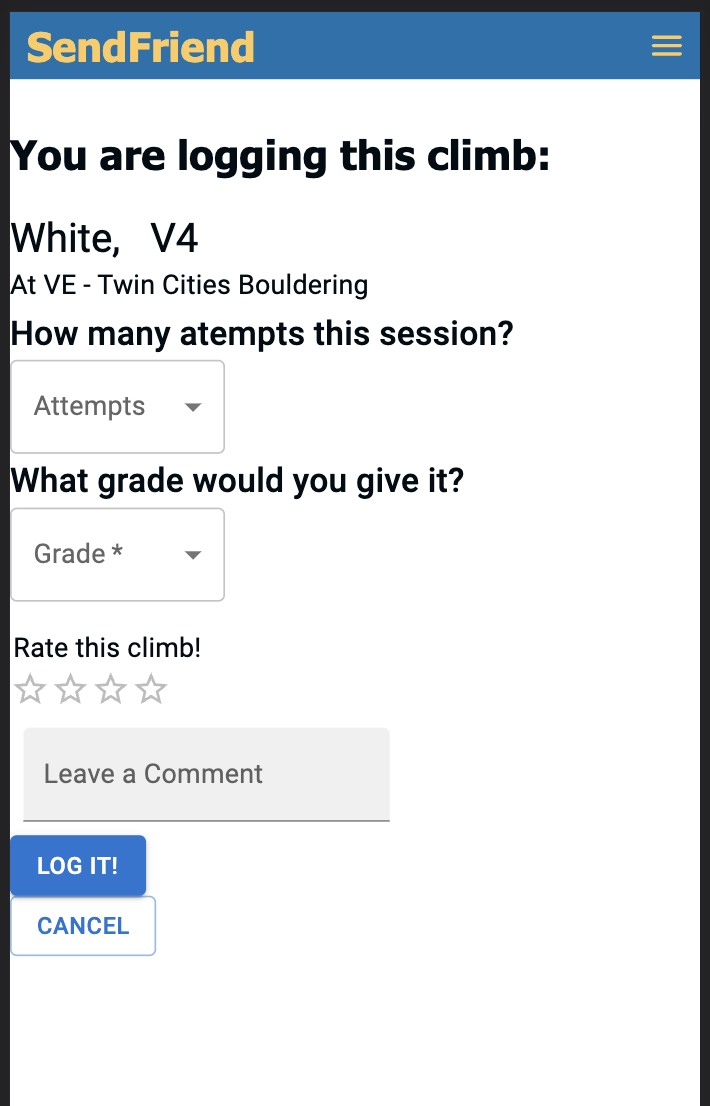 SendFriend
You are logging this climb:
White, V4
At VE - Twin Cities Bouldering
How many atempts this session?
Attempts
What grade would you give it?
Grade *
Rate this climb!
Leave a Comment
LOG IT!
CANCEL